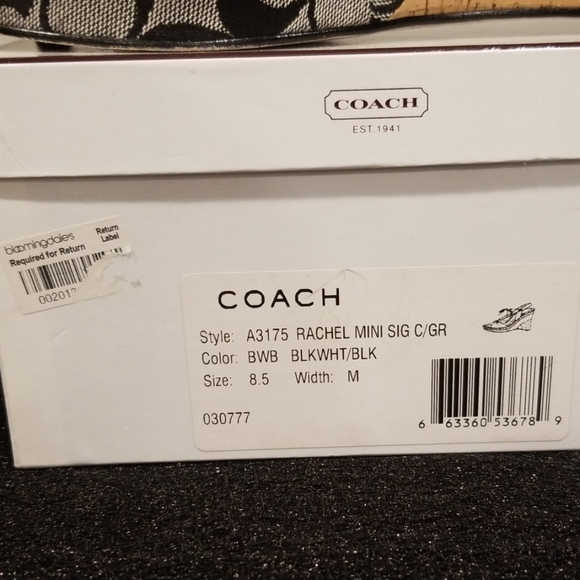 COACH
EST. 1941
bloomingdale's
Return
Label
Required for Return
COACH
Style: A3175 RACHEL MINI SIG C/GR
Color: BWB BLKWHT/BLK
Size: 8.5 Width: M
030777
6 63360 53678 9